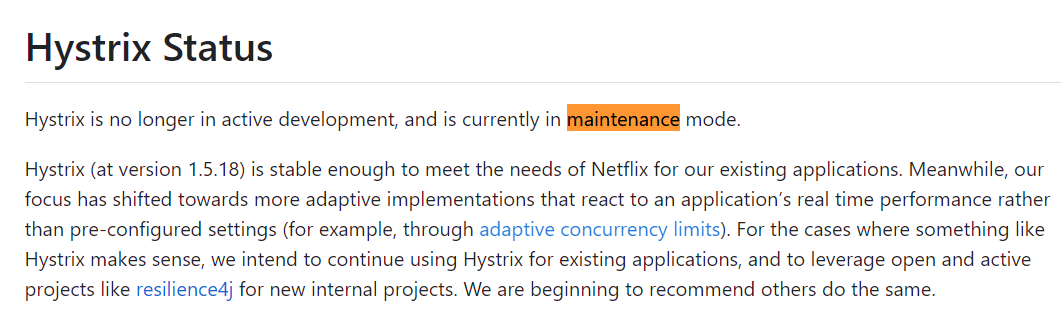 Hystrix Status
Hystrix is no longer in active development, and is currently in maintenance mode.
Hystrix (at version 1.5.18) is stable enough to meet the needs of Netflix for our existing applications. Meanwhile, our
focus has shifted towards more adaptive implementations that react to an application’s real time performance rather
than pre-configured settings (for example, through adaptive concurrency limits). For the cases where something like
Hystrix makes sense, we intend to continue using Hystrix for existing applications, and to leverage open and active
projects like resilience4j for new internal projects. We are beginning to recommend others do the same.